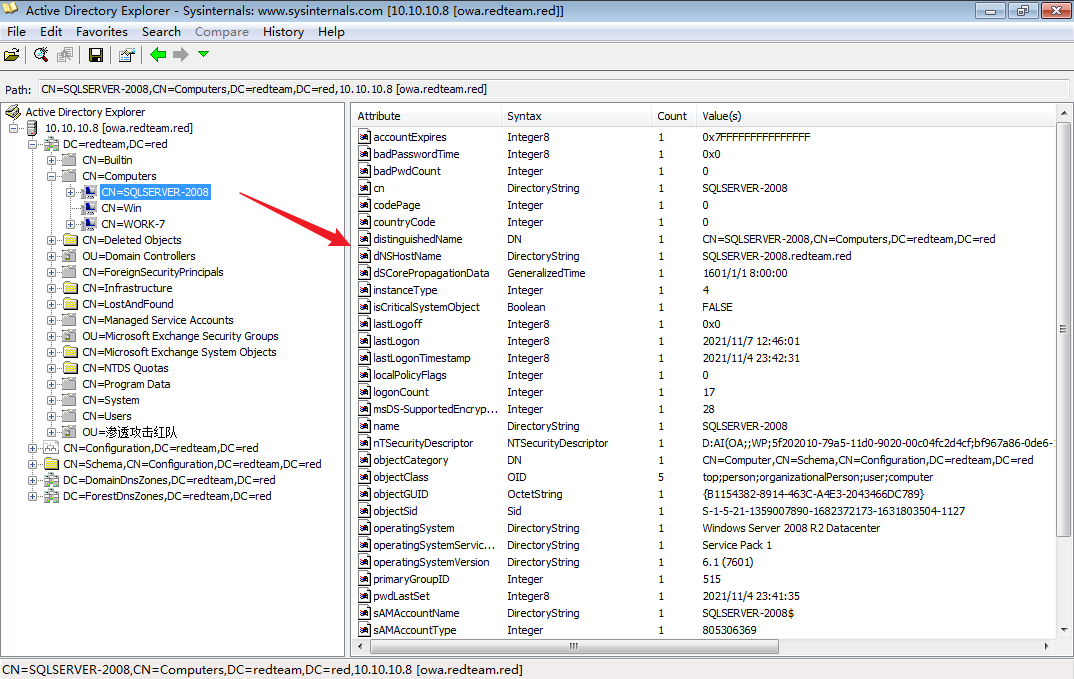 Active Directory Explorer - Sysinternals: www.sysinternals.com [10.10.10.8 [owa.redteam.red]]
File Edit Favorites Search Compare History Help
Path: CN=SQLSERVER-2008,CN=Computers,DC=redteam,DC=red,10.10.10.8 [owa.redteam.red]
Active Directory Explorer
10.10.10.8 [owa.redteam.red]
DC=redteam,DC=red
CN=Builtin
CN=Computers
CN=SQLSERVER-2008
CN=Win
CN=WORK-7
CN=Deleted Objects
OU=Domain Controllers
CN=ForeignSecurityPrincipals
CN=Infrastructure
CN=LostAndFound
CN=Managed Service Accounts
OU=Microsoft Exchange Security Groups
CN=Microsoft Exchange System Objects
CN=NTDS Quotas
CN=Program Data
CN=System
CN=Users
OU=渗透攻击红队
CN=Configuration,DC=redteam,DC=red
CN=Schema,CN=Configuration,DC=redteam,DC=red
DC=DomainDnsZones,DC=redteam,DC=red
DC=ForestDnsZones,DC=redteam,DC=red
Attribute Syntax Count Value(s)
accountExpires Integer8 1 0x7FFFFFFFFFFFFFFF
badPasswordTime Integer8 1 0x0
badPwdCount Integer 1 0
cn DirectoryString 1 SQLSERVER-2008
codePage Integer 1 0
countryCode Integer 1 0
distinguishedName DN 1 CN=SQLSERVER-2008,CN=Computers,DC=redteam,DC=red
dNSHostName DirectoryString 1 SQLSERVER-2008.redteam.red
dSCorePropagationData GeneralizedTime 1 1601/1/1 8:00:00
instanceType Integer 1 4
isCriticalSystemObject Boolean 1 FALSE
lastLogoff Integer8 1 0x0
lastLogon Integer8 1 2021/11/7 12:46:01
lastLogonTimestamp Integer8 1 2021/11/4 23:42:31
localPolicyFlags Integer 1 0
logonCount Integer 1 17
msDS-SupportedEncryp... Integer 1 28
name DirectoryString 1 SQLSERVER-2008
nTSecurityDescriptor NTSecurityDescriptor 1 D:AI(OA;;WP;5f202010-79a5-11d0-9020-00c04fc2d4cf;bf967a86-0de6-
objectCategory DN 1 CN=Computer,CN=Schema,CN=Configuration,DC=redteam,DC=red
objectClass OID 5 top;person;organizationalPerson;user;computer
objectGUID OctetString 1 {B1154382-8914-463C-A4E3-2043466DC789}
objectSid Sid 1 S-1-5-21-1359007890-1682372173-1631803504-1127
operatingSystem DirectoryString 1 Windows Server 2008 R2 Datacenter
operatingSystemServic... DirectoryString 1 Service Pack 1
operatingSystemVersion DirectoryString 1 6.1 (7601)
primaryGroupID Integer 1 515
pwdLastSet Integer8 1 2021/11/4 23:41:35
sAMAccountName DirectoryString 1 SQLSERVER-2008$
sAMAccountType Integer 1 805306369
CN=SQLSERVER-2008,CN=Computers,DC=redteam,DC=red,10.10.10.8 [owa.redteam.red]